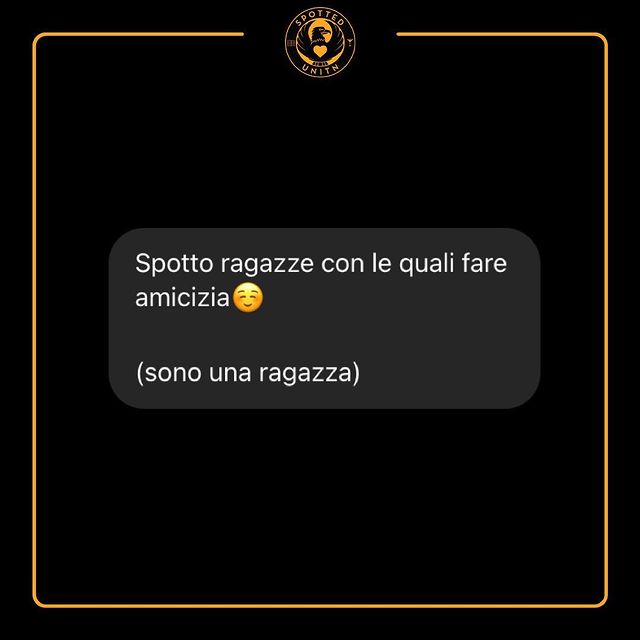 SPOTTED
UNITN
Spotto ragazze con le quali fare
amicizia☺️
(sono una ragazza)